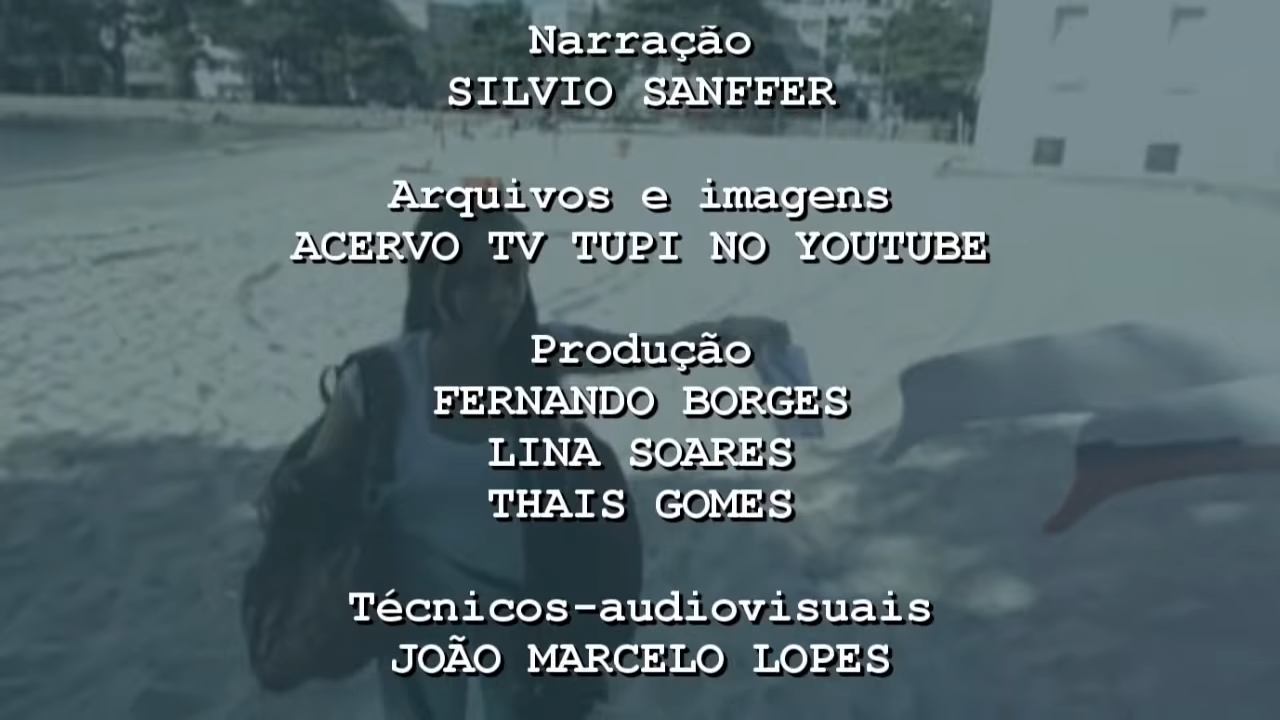 Narração
SILVIO SANFFER
Arquivos e imagens
ACERVO TV TUPI NO YOUTUBE
Produção
FERNANDO BORGES
LINA SOARES
THAIS GOMES
Técnicos-audiovisuais
JOÃO MARCELO LOPES